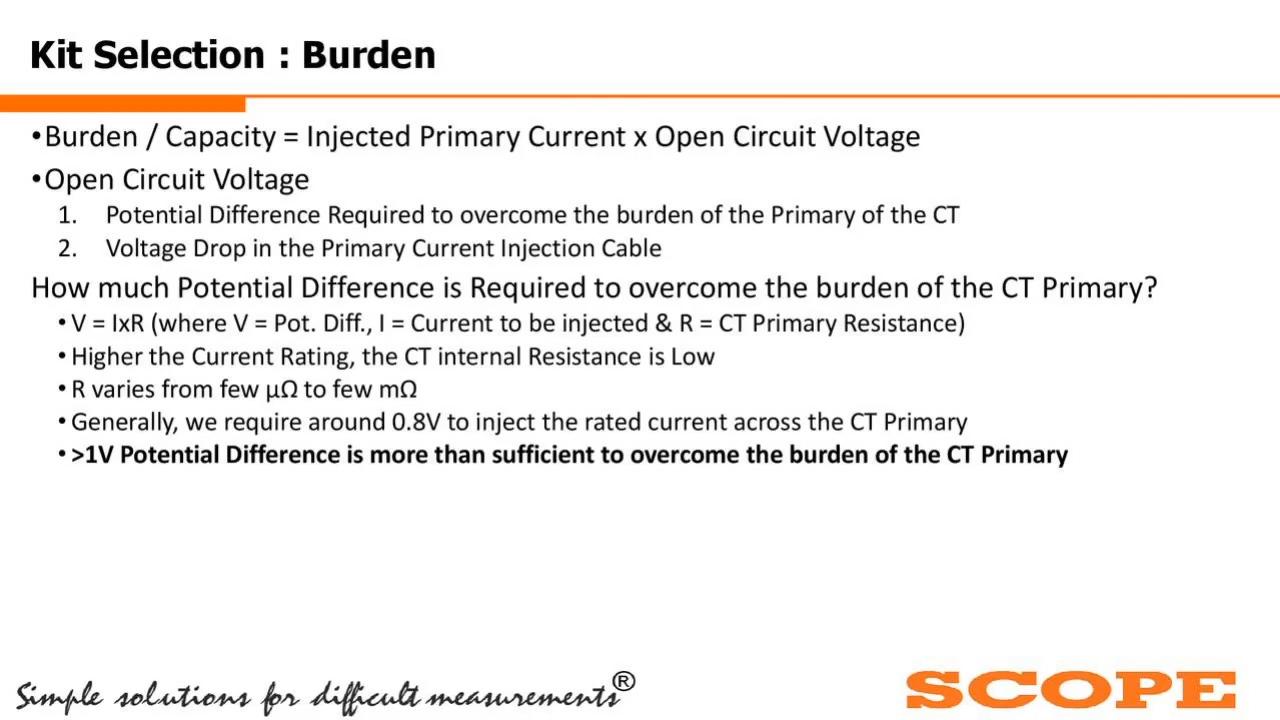 Kit Selection : Burden
•Burden / Capacity = Injected Primary Current x Open Circuit Voltage
•Open Circuit Voltage
1. Potential Difference Required to overcome the burden of the Primary of the CT
2. Voltage Drop in the Primary Current Injection Cable
How much Potential Difference is Required to overcome the burden of the CT Primary?
• V = IxR (where V = Pot. Diff., I = Current to be injected & R = CT Primary Resistance)
• Higher the Current Rating, the CT internal Resistance is Low
• R varies from few µΩ to few mΩ
• Generally, we require around 0.8V to inject the rated current across the CT Primary
• >1V Potential Difference is more than sufficient to overcome the burden of the CT Primary
Simple solutions for difficult measurements®
SCOPE